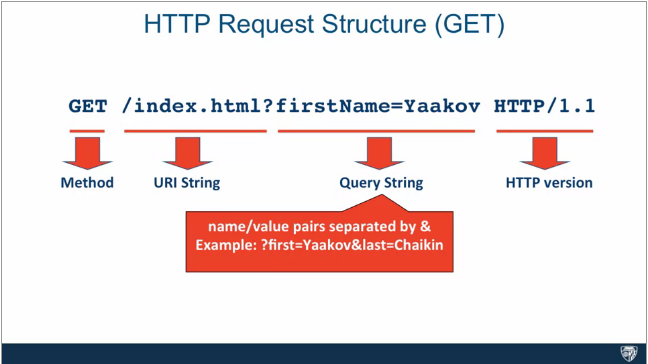 HTTP Request Structure (GET)
GET /index.html?firstName=Yaakov HTTP/1.1
Method URI String Query String HTTP version
name/value pairs separated by &
Example: ?first=Yaakov&last=Chaikin